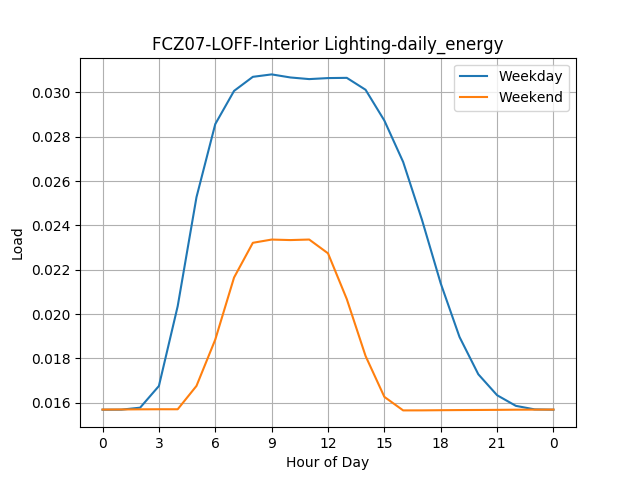 FCZ07-LOFF-Interior Lighting-daily_energy
Weekday
Weekend
0.030
0.028
0.026
0.024
0.022
0.020
0.018
0.016
Load
0 3 6 9 12 15 18 21 0
Hour of Day